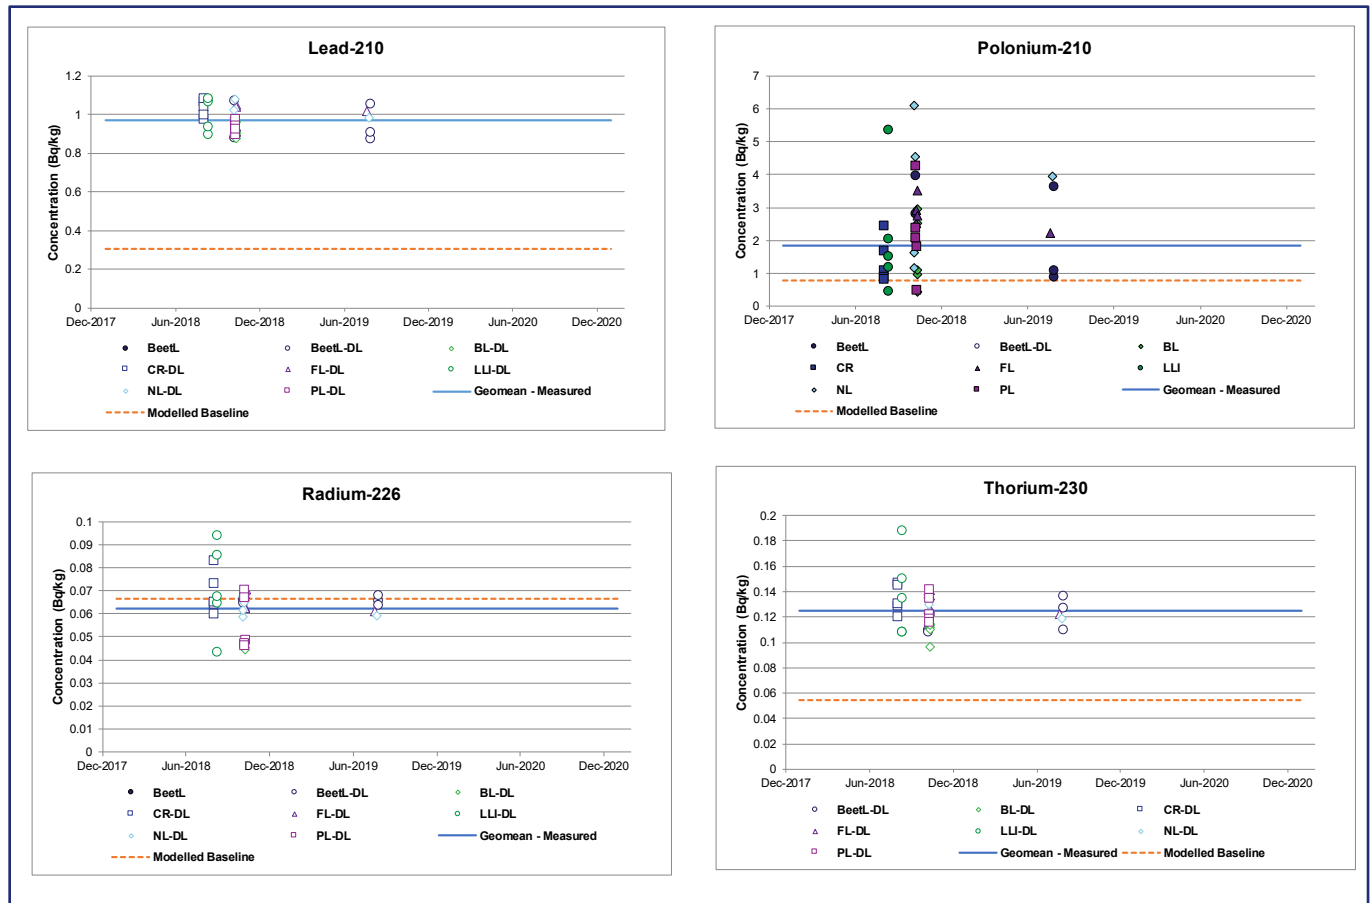 Lead-210
Concentration (Bq/kg)
1.2
1
0.8
0.6
0.4
0.2
0
Dec-2017 Jun-2018 Dec-2018 Jun-2019 Dec-2019 Jun-2020 Dec-2020
BeetL BeetL-DL BL-DL
CR-DL FL-DL LLI-DL
NL-DL PL-DL Geomean - Measured
Modelled Baseline
Polonium-210
Concentration (Bq/kg)
7
6
5
4
3
2
1
0
Dec-2017 Jun-2018 Dec-2018 Jun-2019 Dec-2019 Jun-2020 Dec-2020
BeetL BeetL-DL BL
CR FL LLI
NL PL Geomean - Measured
Modelled Baseline
Radium-226
Concentration (Bq/kg)
0.1
0.09
0.08
0.07
0.06
0.05
0.04
0.03
0.02
0.01
0
Dec-2017 Jun-2018 Dec-2018 Jun-2019 Dec-2019 Jun-2020 Dec-2020
BeetL BeetL-DL BL-DL
CR-DL FL-DL LLI-DL
NL-DL PL-DL Geomean - Measured
Modelled Baseline
Thorium-230
Concentration (Bq/kg)
0.2
0.18
0.16
0.14
0.12
0.1
0.08
0.06
0.04
0.02
0
Dec-2017 Jun-2018 Dec-2018 Jun-2019 Dec-2019 Jun-2020 Dec-2020
BeetL-DL BL-DL CR-DL
FL-DL LLI-DL NL-DL
PL-DL Geomean - Measured Modelled Baseline